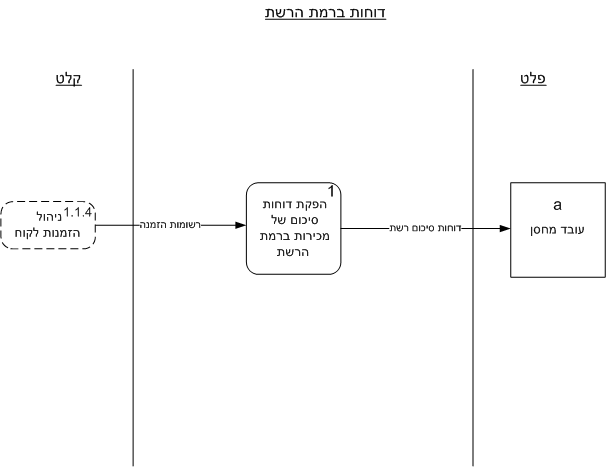 דוחות ברמת הרשת
קלט
פלט
1.1.4
ניהול
הזמנות לקוח
רשומות הזמנה
1
הפקת דוחות
סיכום של
מכירות ברמת
הרשת
דוחות סיכום רשת
a
עובד מחסן